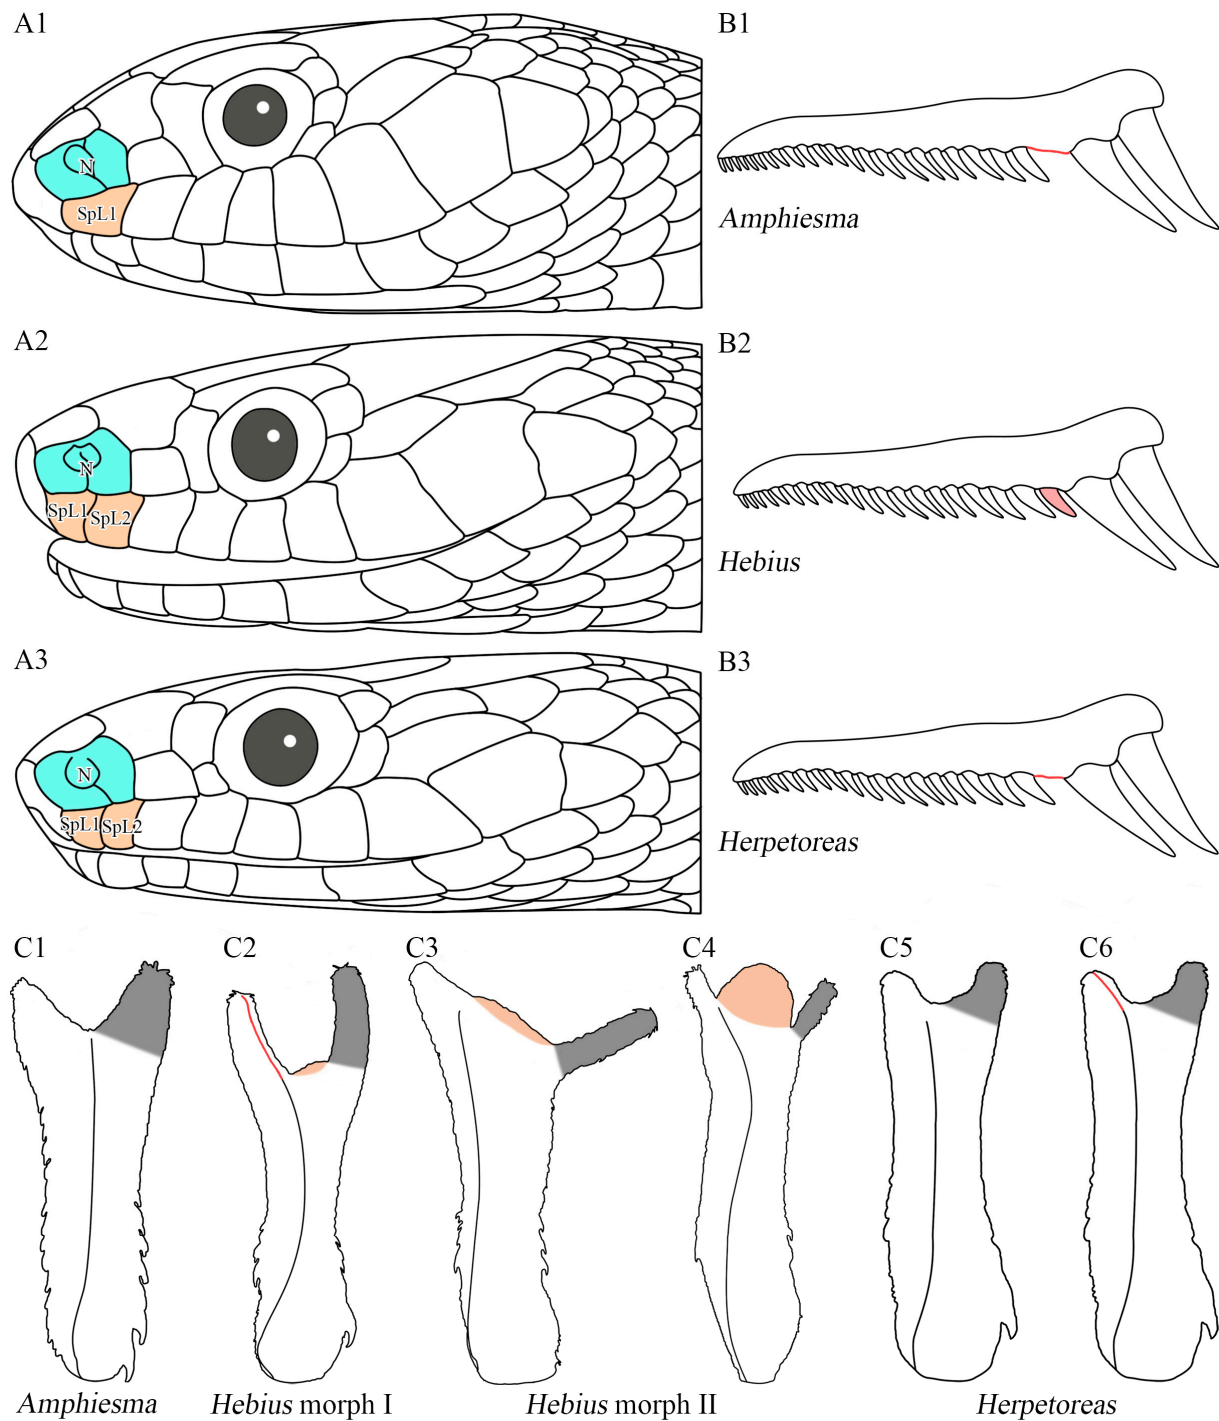 A1
N
SpL1
B1
Amphiesma
A2
N
SpL1 SpL2
B2
Hebius
A3
N
SpL1 SpL2
B3
Herpetoreas
C1 C2 C3 C4 C5 C6
Amphiesma Hebius morph I Hebius morph II Herpetoreas